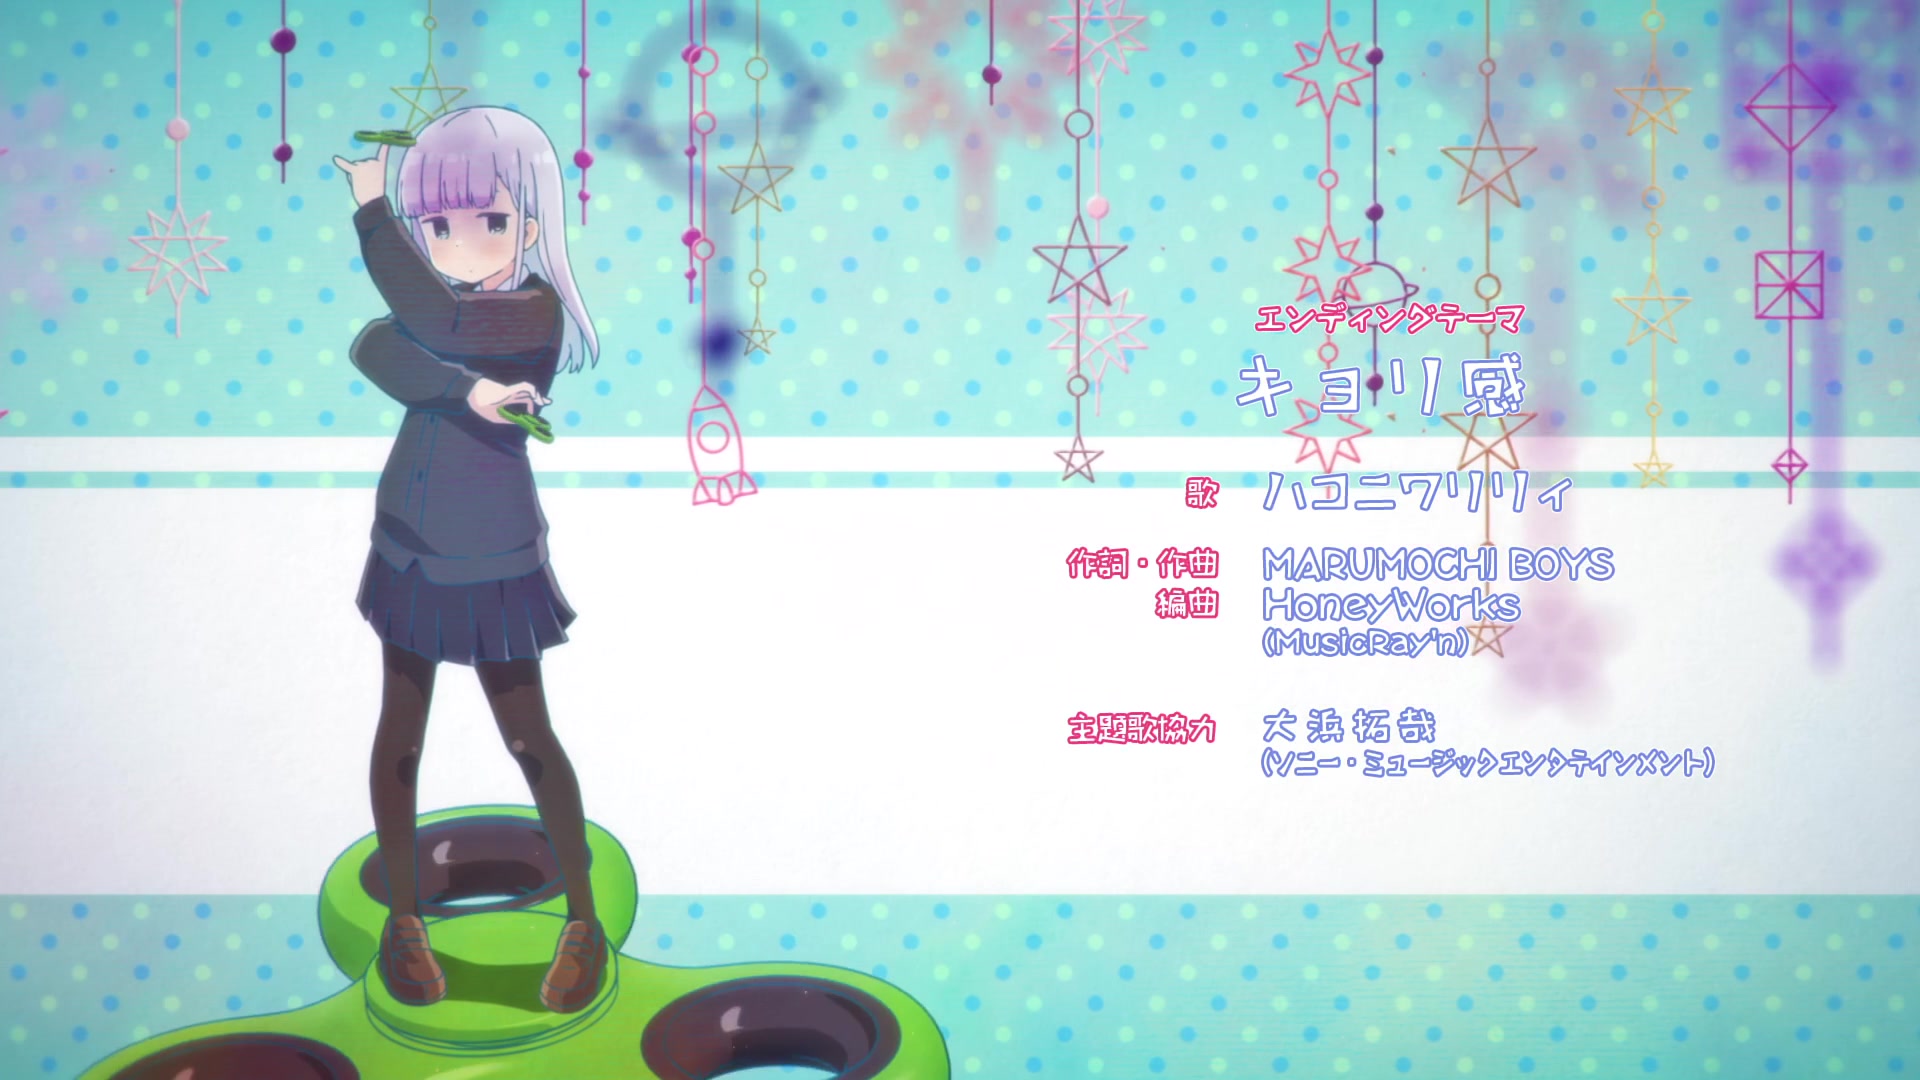 エンディングテーマ
キョリ感
歌 ハコニワリリィ
作詞・作曲 MARUMOCHI BOYS
編曲 HoneyWorks
(MusicRay'n)
主題歌協力 大浜拓哉
(ソニー・ミュージックエンタテインメント)